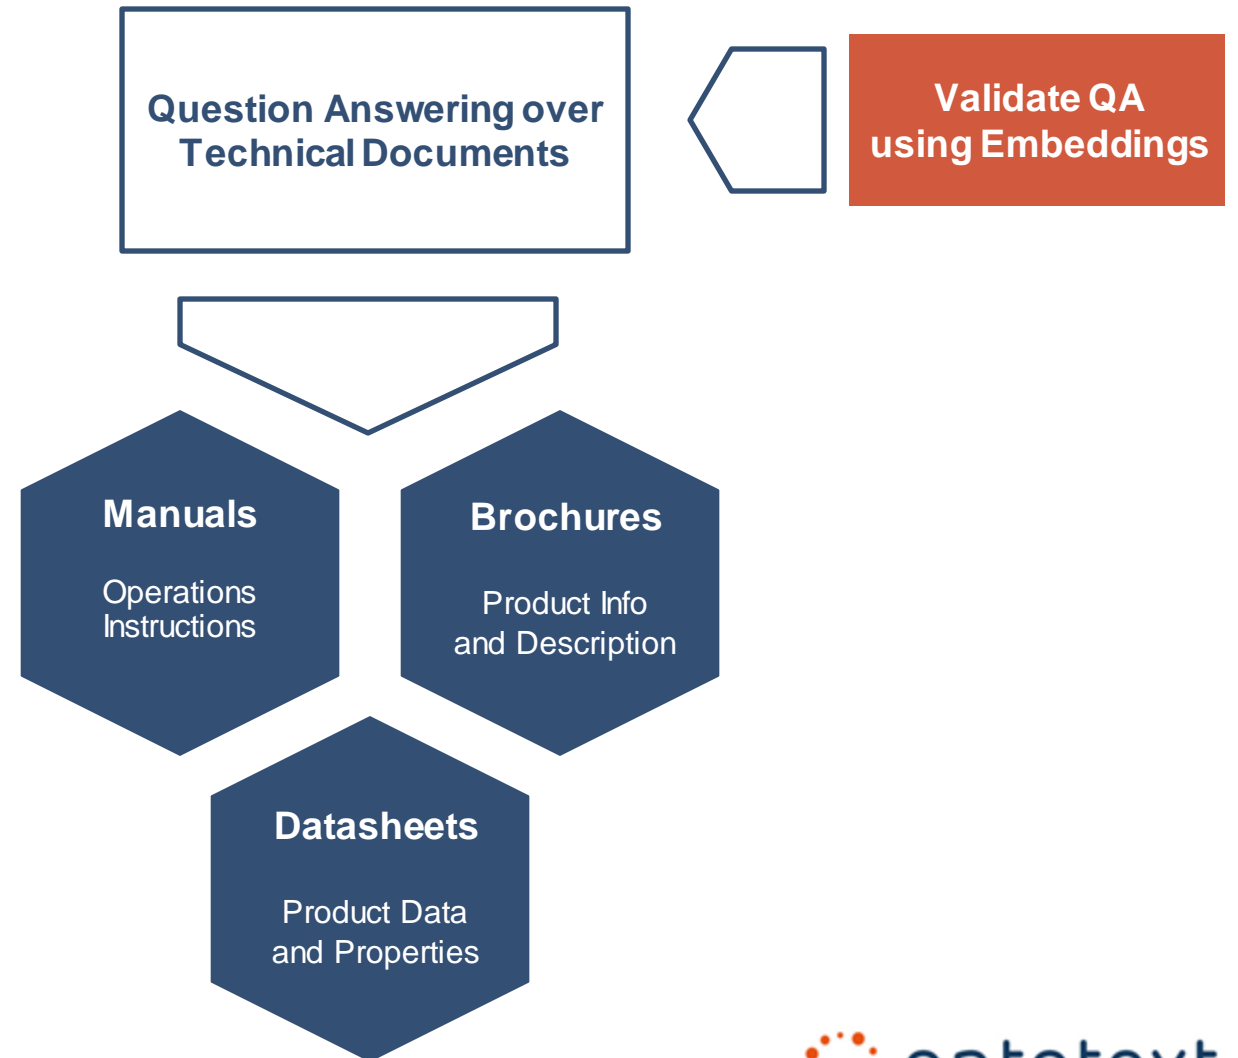 Question Answering over
Technical Documents
Validate QA
using Embeddings
Manuals
Operations
Instructions
Brochures
Product Info
and Description
Datasheets
Product Data
and Properties